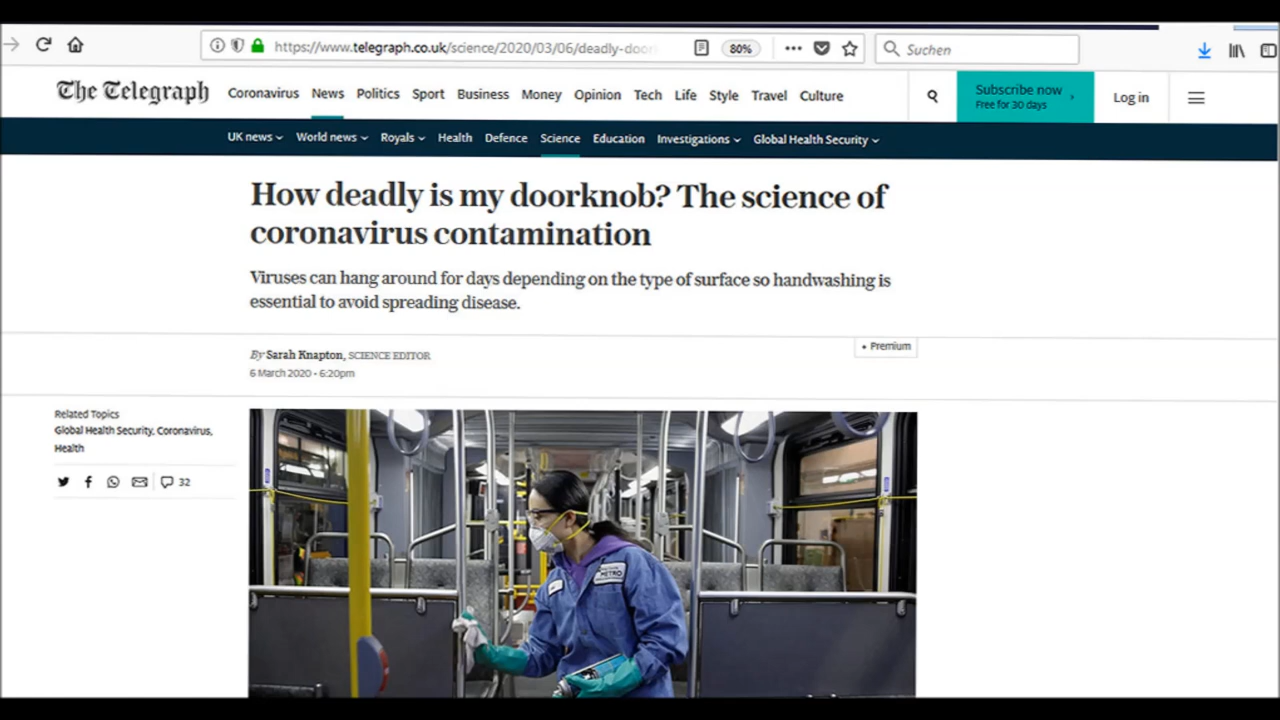 https://www.telegraph.co.uk/science/2020/03/06/deadly-door
80%
Suchen
The Telegraph
Coronavirus News Politics Sport Business Money Opinion Tech Life Style Travel Culture
Subscribe now
Free for 30 days
Log in
UK news World news Royals Health Defence Science Education Investigations Global Health Security
How deadly is my doorknob? The science of
coronavirus contamination
Viruses can hang around for days depending on the type of surface so handwashing is
essential to avoid spreading disease.
By Sarah Knapton, SCIENCE EDITOR
6 March 2020 • 6:20pm
• Premium
Related Topics
Global Health Security, Coronavirus,
Health
32
METRO